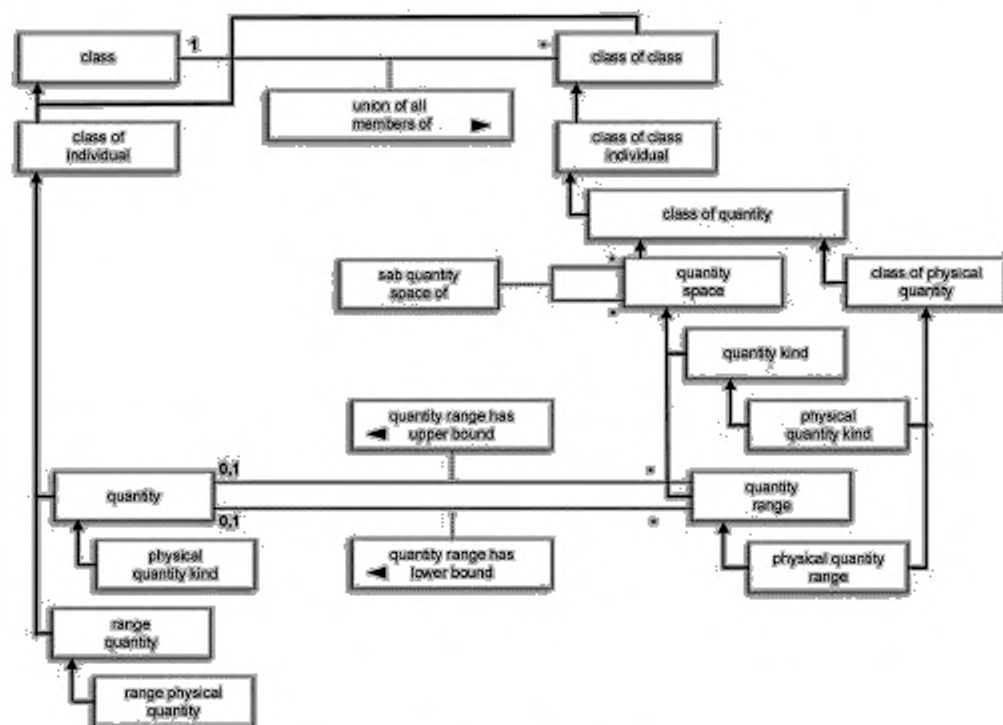 class
1
*
class of class
union of all
members of
class of
individual
class of class
individual
class of quantity
sab quantity
space of
*
*
quantity
space
class of physical
quantity
quantity kind
physical
quantity kind
quantity range has
upper bound
0,1
*
quantity
quantity
range
0,1
*
physical
quantity kind
quantity range has
lower bound
physical quantity
range
range
quantity
range physical
quantity